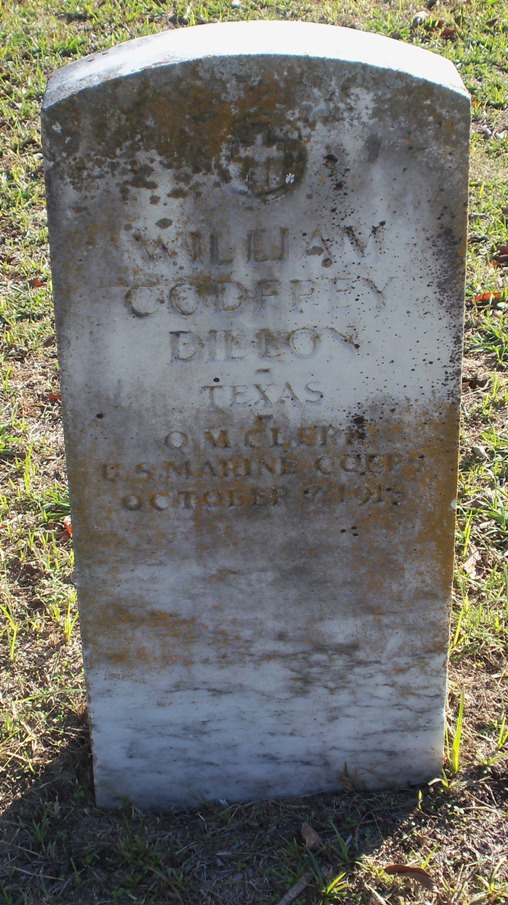 WILLIAM
GODFREY
DILLON
-
TEXAS
-
Q.M. CLERK
U.S. MARINE CORPS
OCTOBER